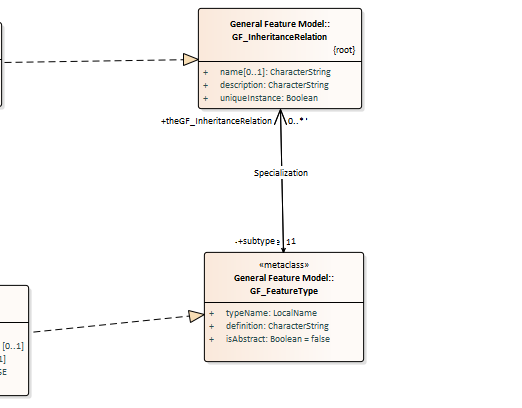 General Feature Model::
GF_InheritanceRelation
{root}
+ name[0..1]: CharacterString
+ description: CharacterString
+ uniqueInstance: Boolean
+theGF_InheritanceRelation 0..*
Specialization
+subtype 1
«metaclass»
General Feature Model::
GF_FeatureType
+ typeName: LocalName
+ definition: CharacterString
+ isAbstract: Boolean = false
[0..1]
1]
SE